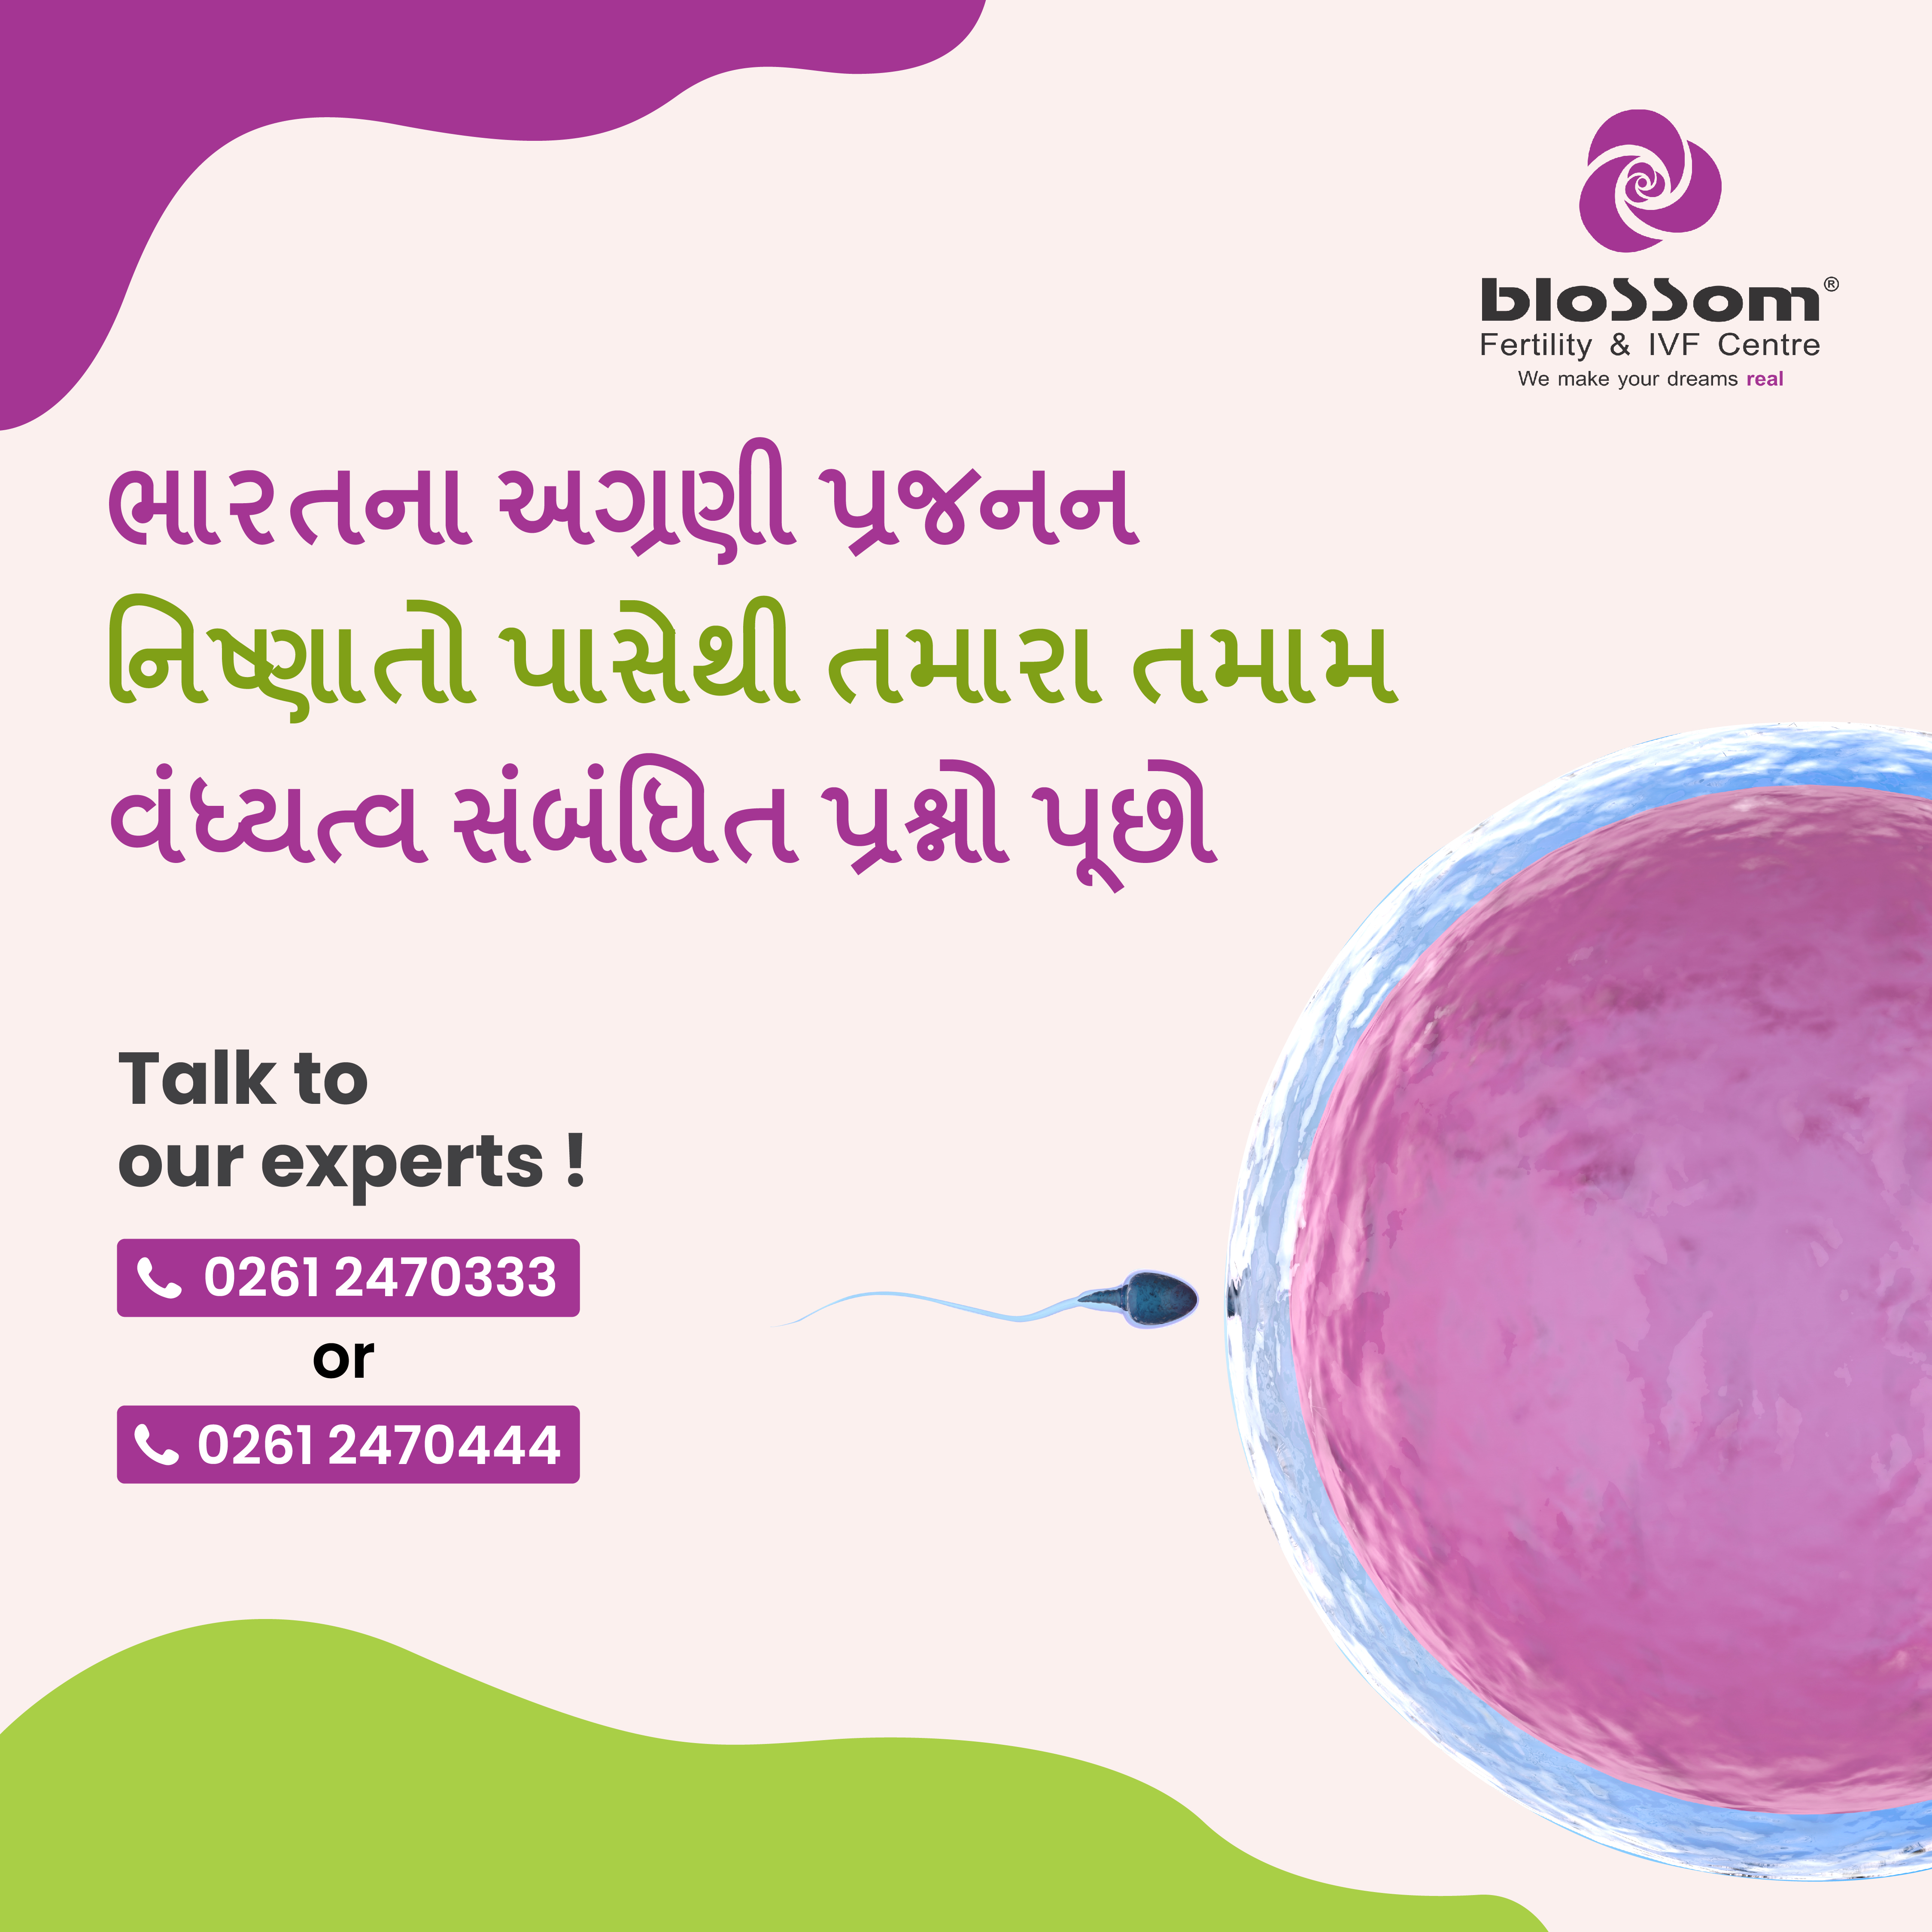 blossom®
Fertility & IVF Centre
We make your dreams real
ભારતના અગ્રણી પ્રજનન
નિષ્ણાતો પાસેથી તમારા તમામ
વંધ્યત્વ સંબંધિત પ્રશ્નો પૂછો
Talk to
our experts !
0261 2470333
or
0261 2470444